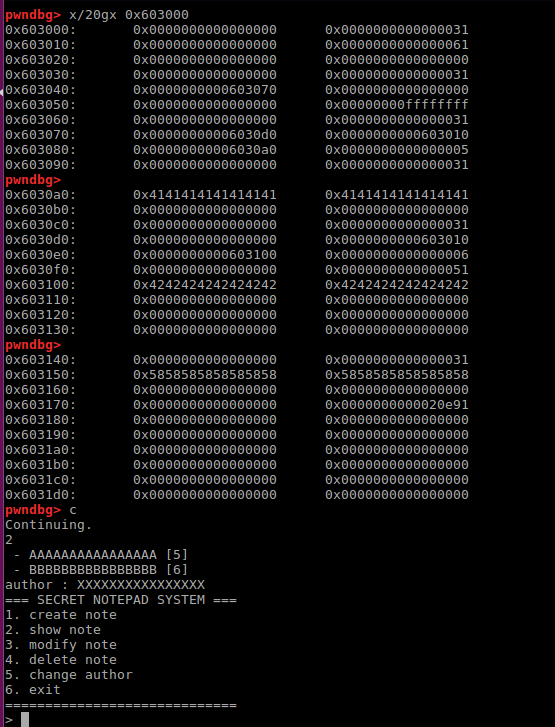 pwndbg> x/20gx 0x603000
0x603000: 0x0000000000000000 0x0000000000000031
0x603010: 0x0000000000000000 0x0000000000000061
0x603020: 0x0000000000000000 0x0000000000000000
0x603030: 0x0000000000000000 0x0000000000000031
0x603040: 0x0000000000603070 0x0000000000000000
0x603050: 0x0000000000000000 0x00000000ffffffff
0x603060: 0x0000000000000000 0x0000000000000031
0x603070: 0x00000000006030d0 0x0000000000603010
0x603080: 0x00000000006030a0 0x0000000000000005
0x603090: 0x0000000000000000 0x0000000000000031
pwndbg>
0x6030a0: 0x4141414141414141 0x4141414141414141
0x6030b0: 0x0000000000000000 0x0000000000000000
0x6030c0: 0x0000000000000000 0x0000000000000031
0x6030d0: 0x0000000000000000 0x0000000000603010
0x6030e0: 0x0000000000603100 0x0000000000000006
0x6030f0: 0x0000000000000000 0x0000000000000051
0x603100: 0x4242424242424242 0x4242424242424242
0x603110: 0x0000000000000000 0x0000000000000000
0x603120: 0x0000000000000000 0x0000000000000000
0x603130: 0x0000000000000000 0x0000000000000000
pwndbg>
0x603140: 0x0000000000000000 0x0000000000000031
0x603150: 0x5858585858585858 0x5858585858585858
0x603160: 0x0000000000000000 0x0000000000000000
0x603170: 0x0000000000000000 0x0000000000020e91
0x603180: 0x0000000000000000 0x0000000000000000
0x603190: 0x0000000000000000 0x0000000000000000
0x6031a0: 0x0000000000000000 0x0000000000000000
0x6031b0: 0x0000000000000000 0x0000000000000000
0x6031c0: 0x0000000000000000 0x0000000000000000
0x6031d0: 0x0000000000000000 0x0000000000000000
pwndbg> c
Continuing.
2
- AAAAAAAAAAAAAAAA [5]
- BBBBBBBBBBBBBBBB [6]
author : XXXXXXXXXXXXXXXX
=== SECRET NOTEPAD SYSTEM ===
1. create note
2. show note
3. modify note
4. delete note
5. change author
6. exit
=============================
>